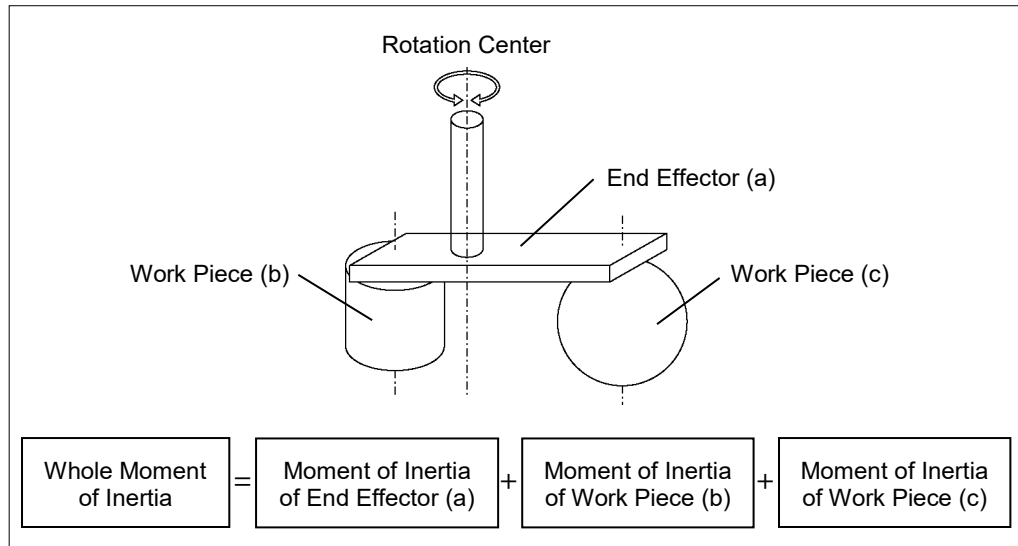 Rotation Center
End Effector (a)
Work Piece (b)
Work Piece (c)
Whole Moment
of Inertia
=
Moment of Inertia
of End Effector (a)
+
Moment of Inertia
of Work Piece (b)
+
Moment of Inertia
of Work Piece (c)